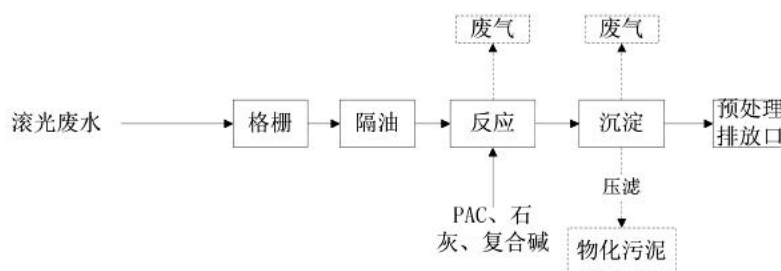 废气
废气
滚光废水
格栅
隔油
反应
沉淀
预处理
排放口
压滤
PAC、石
灰、复合碱
物化污泥